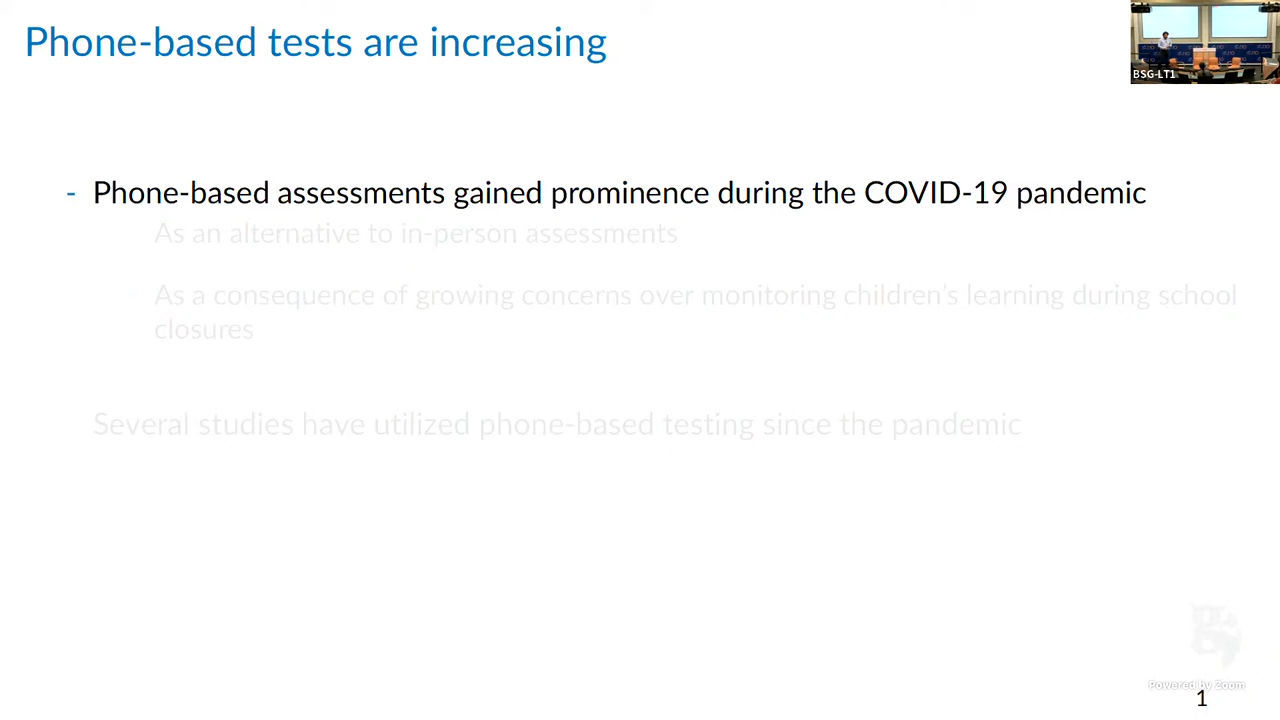 Phone-based tests are increasing
BSG-LT1
- Phone-based assessments gained prominence during the COVID-19 pandemic
As an alternative to in-person assessments
As a consequence of growing concerns over monitoring children's learning during school
closures
Several studies have utilized phone-based testing since the pandemic
Powered by Zoom
1